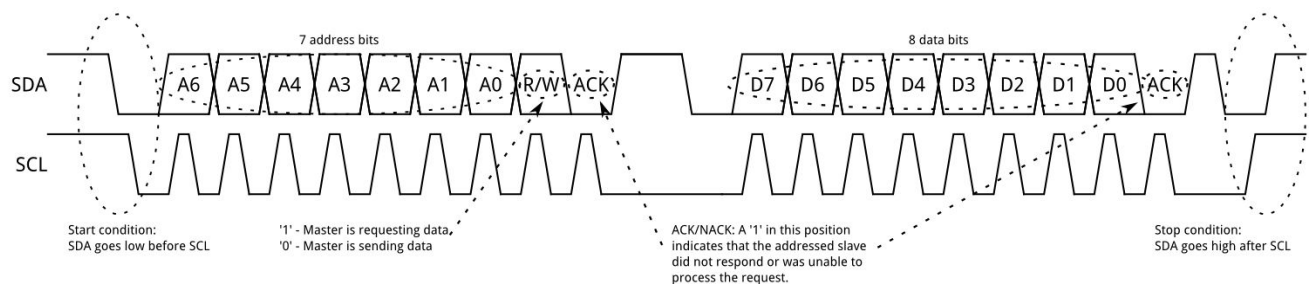 7 address bits
8 data bits
SDA
A6 A5 A4 A3 A2 A1 A0 R/W ACK
D7 D6 D5 D4 D3 D2 D1 D0 ACK
SCL
Start condition:
SDA goes low before SCL
'1' - Master is requesting data
'0' - Master is sending data
ACK/NACK: A '1' in this position
indicates that the addressed slave
did not respond or was unable to
process the request.
Stop condition:
SDA goes high after SCL